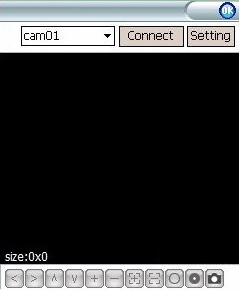 OK
cam01 Connect Setting
size:0x0
< > ∧ ∨ + −